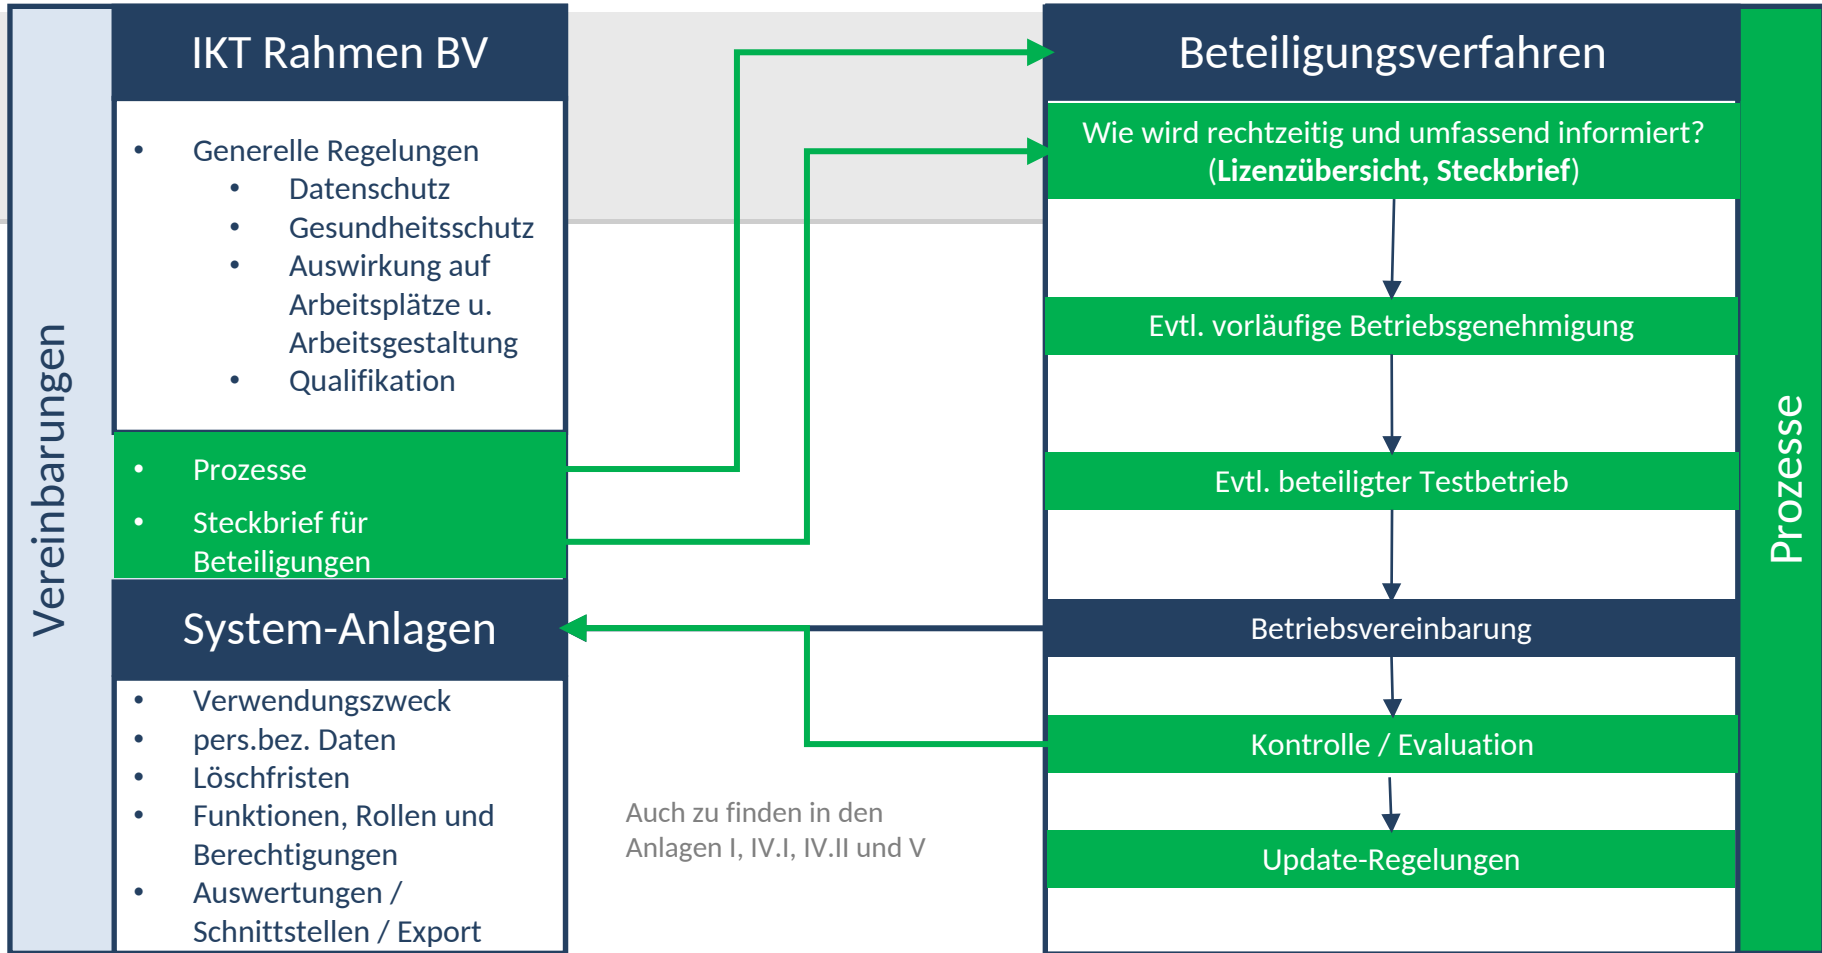 Vereinbarungen
IKT Rahmen BV
• Generelle Regelungen
• Datenschutz
• Gesundheitsschutz
• Auswirkung auf
Arbeitsplätze u.
Arbeitsgestaltung
• Qualifikation
• Prozesse
• Steckbrief für
Beteiligungen
System-Anlagen
• Verwendungszweck
• pers.bez. Daten
• Löschfristen
• Funktionen, Rollen und
Berechtigungen
• Auswertungen /
Schnittstellen / Export
Auch zu finden in den
Anlagen I, IV.I, IV.II und V
Beteiligungsverfahren
Wie wird rechtzeitig und umfassend informiert?
(Lizenzübersicht, Steckbrief)
Evtl. vorläufige Betriebsgenehmigung
Evtl. beteiligter Testbetrieb
Betriebsvereinbarung
Kontrolle / Evaluation
Update-Regelungen
Prozesse